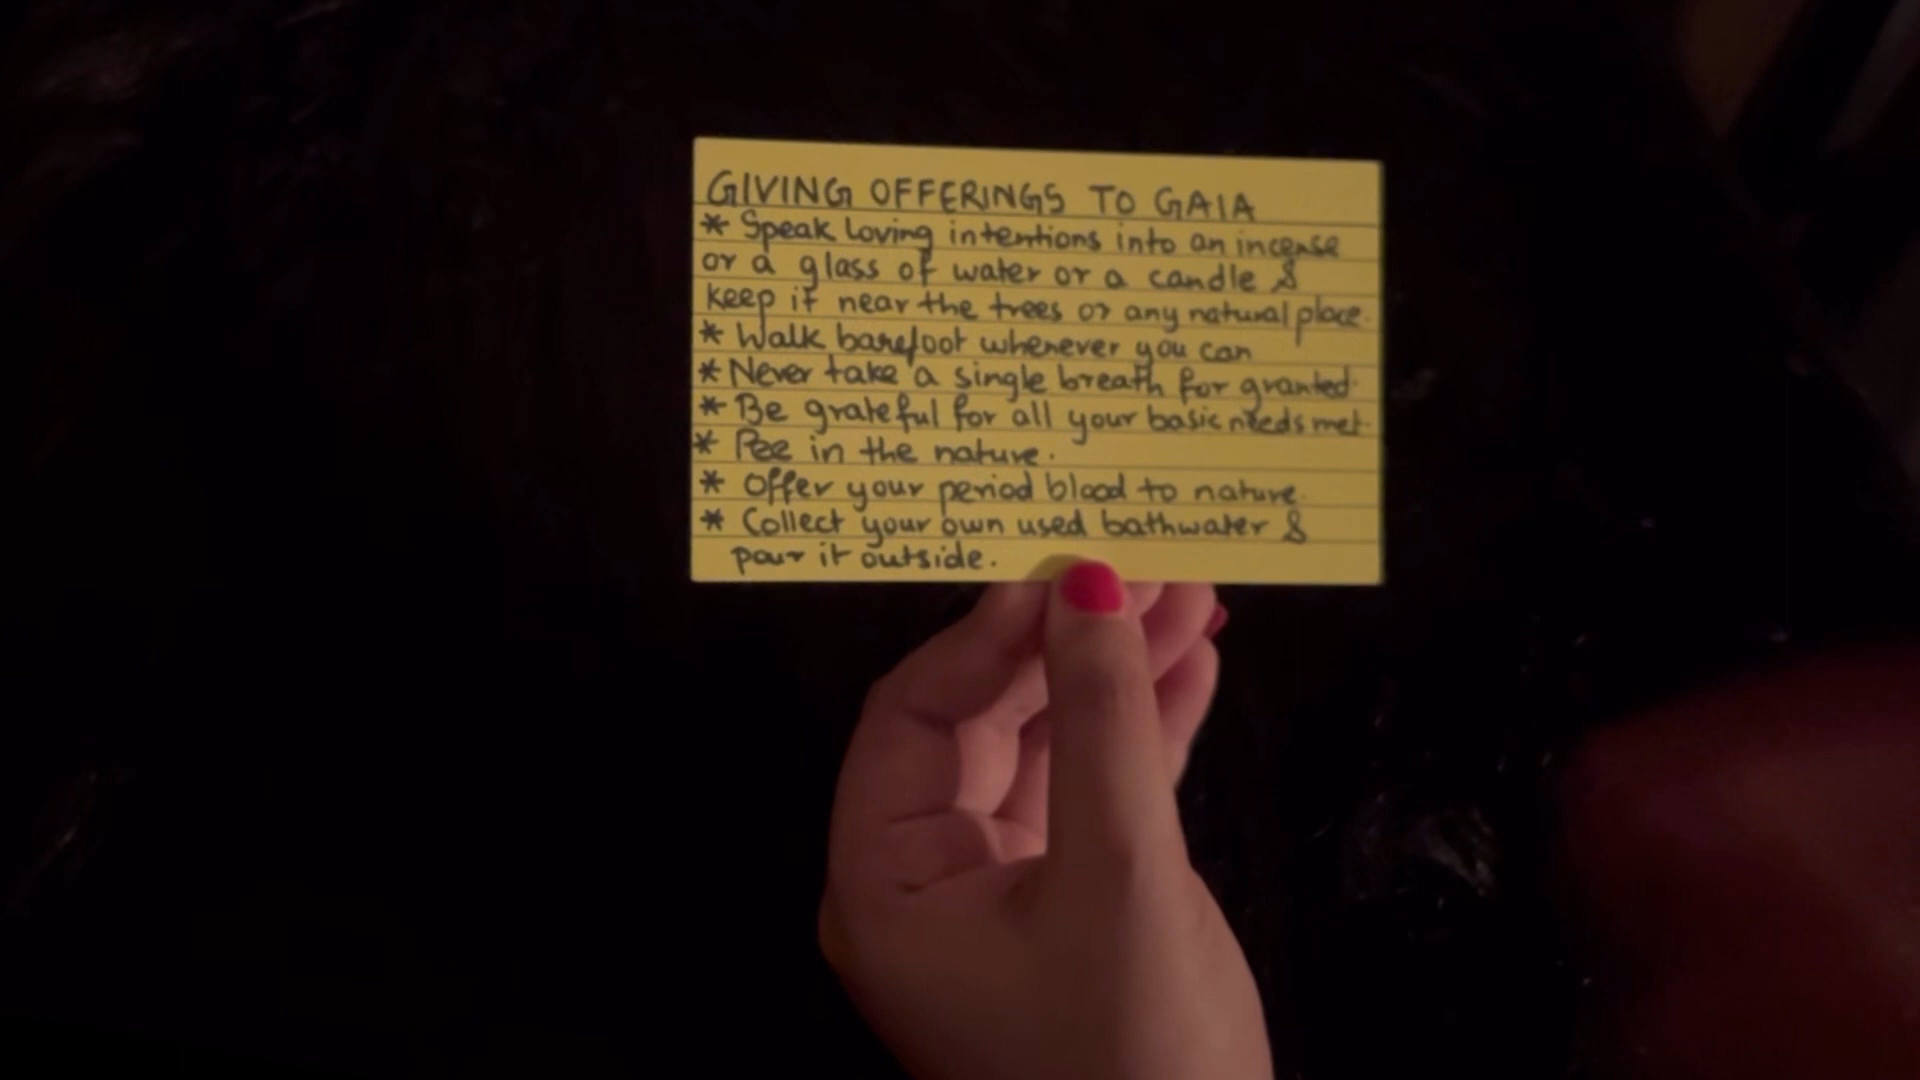 GIVING OFFERINGS TO GAIA
* Speak loving intentions into an incense
or a glass of water or a candle &
keep it near the trees or any natural place.
* Walk barefoot whenever you can
* Never take a single breath for granted.
* Be grateful for all your basic needs met.
* Pee in the nature.
* Offer your period blood to nature.
* Collect your own used bathwater &
pour it outside.